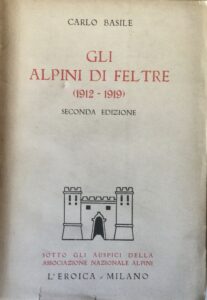 CARLO BASILE
GLI
ALPINI DI FELTRE
(1912 - 1919)
SECONDA EDIZIONE
SOTTO GLI AUSPICI DELLA
ASSOCIAZIONE NAZIONALE ALPINI
L'EROICA - MILANO